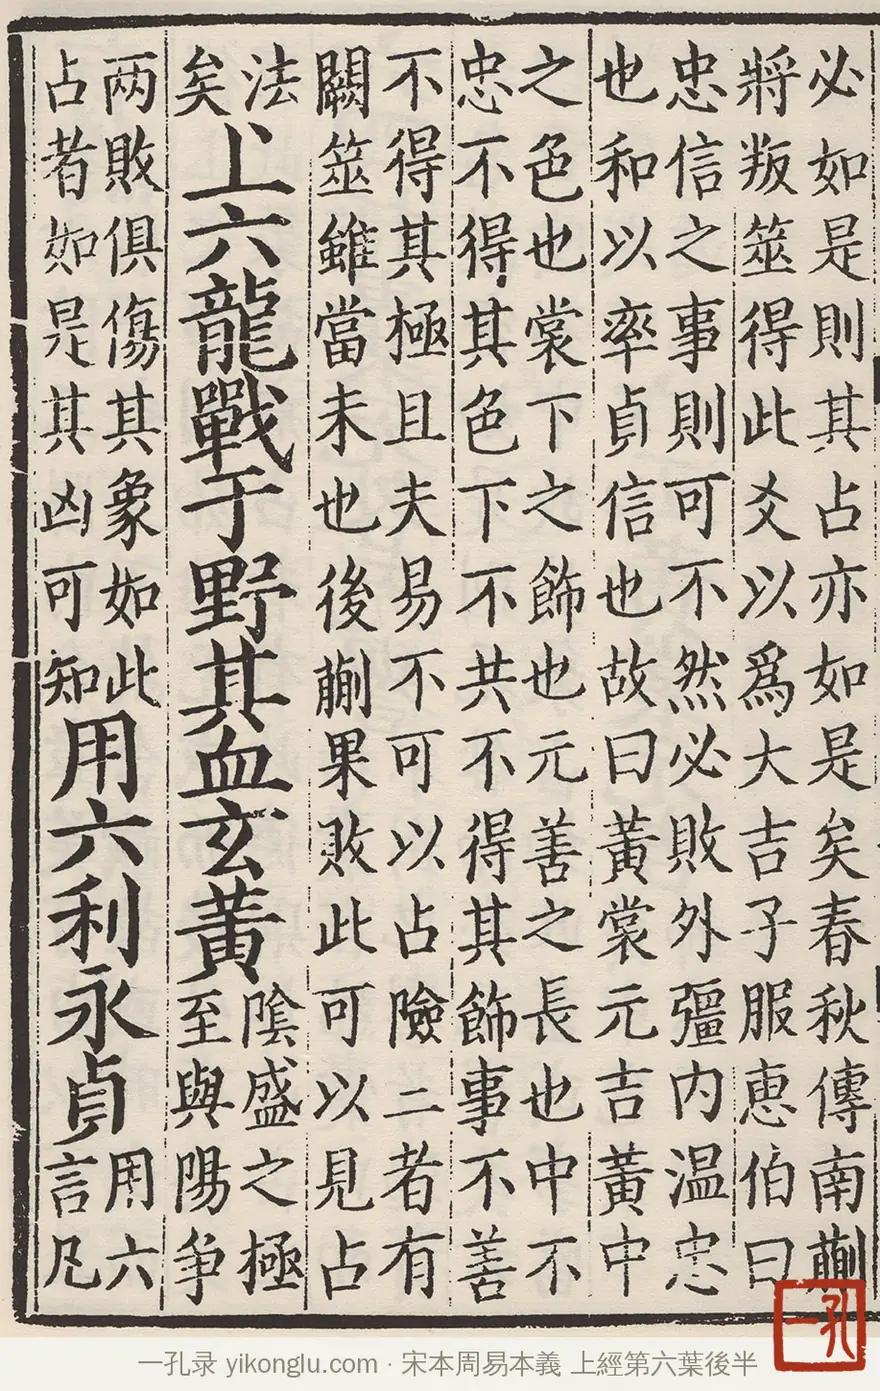 必如是則其占亦如是矣春秋傳南蒯
將叛筮得此爻以爲大吉子服恵伯曰
忠信之事則可不然必敗外彊内温忠
也和以率貞信也故曰黃裳元吉黃中
之色也裳下之飾也元善之長也中不
忠不得其色下不共不得其飾事不善
不得其極且夫易不可以占險二者有
闕筮雖當未也後蒯果敗此可以見占
法
矣
上六龍戰于野其血玄黃
陰盛之極
至與陽爭
两敗俱傷其象如此
占者如是其凶可知
用六利永貞
用六
言凡
一孔
一孔录 yikonglu.com · 宋本周易本義 上經第六葉後半